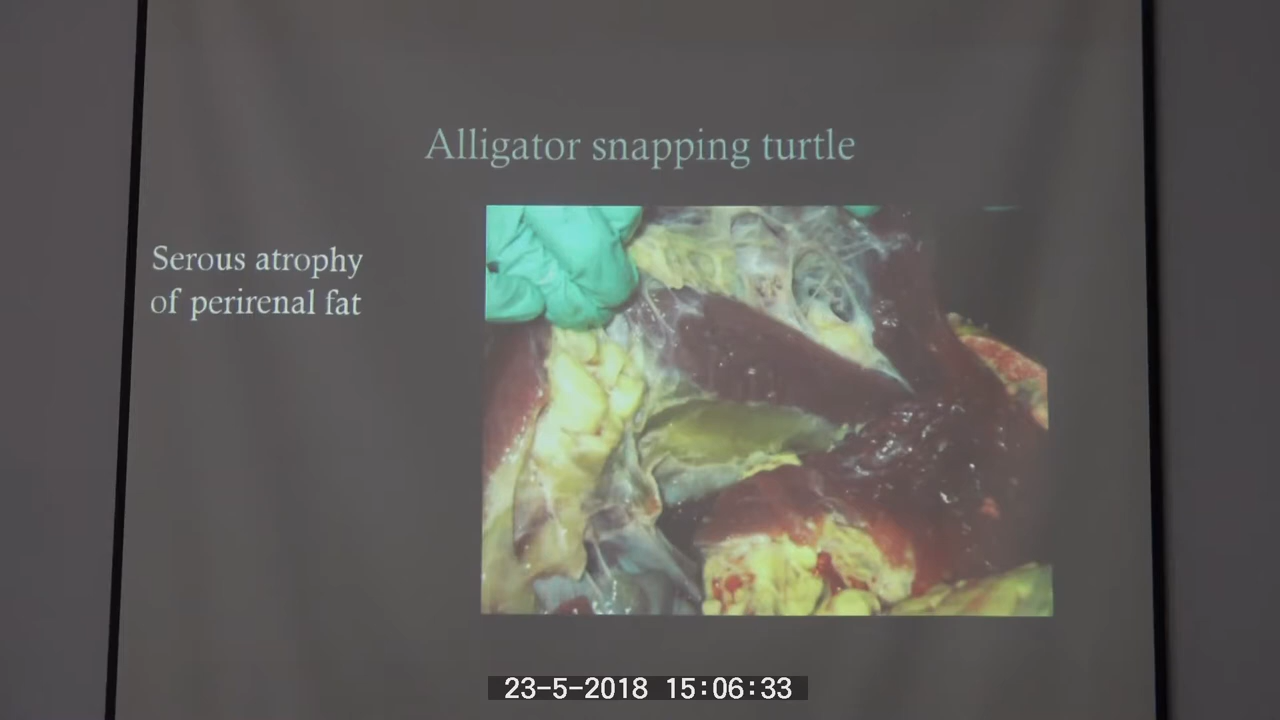 Alligator snapping turtle
Serous atrophy
of perirenal fat
23-5-2018 15:06:33